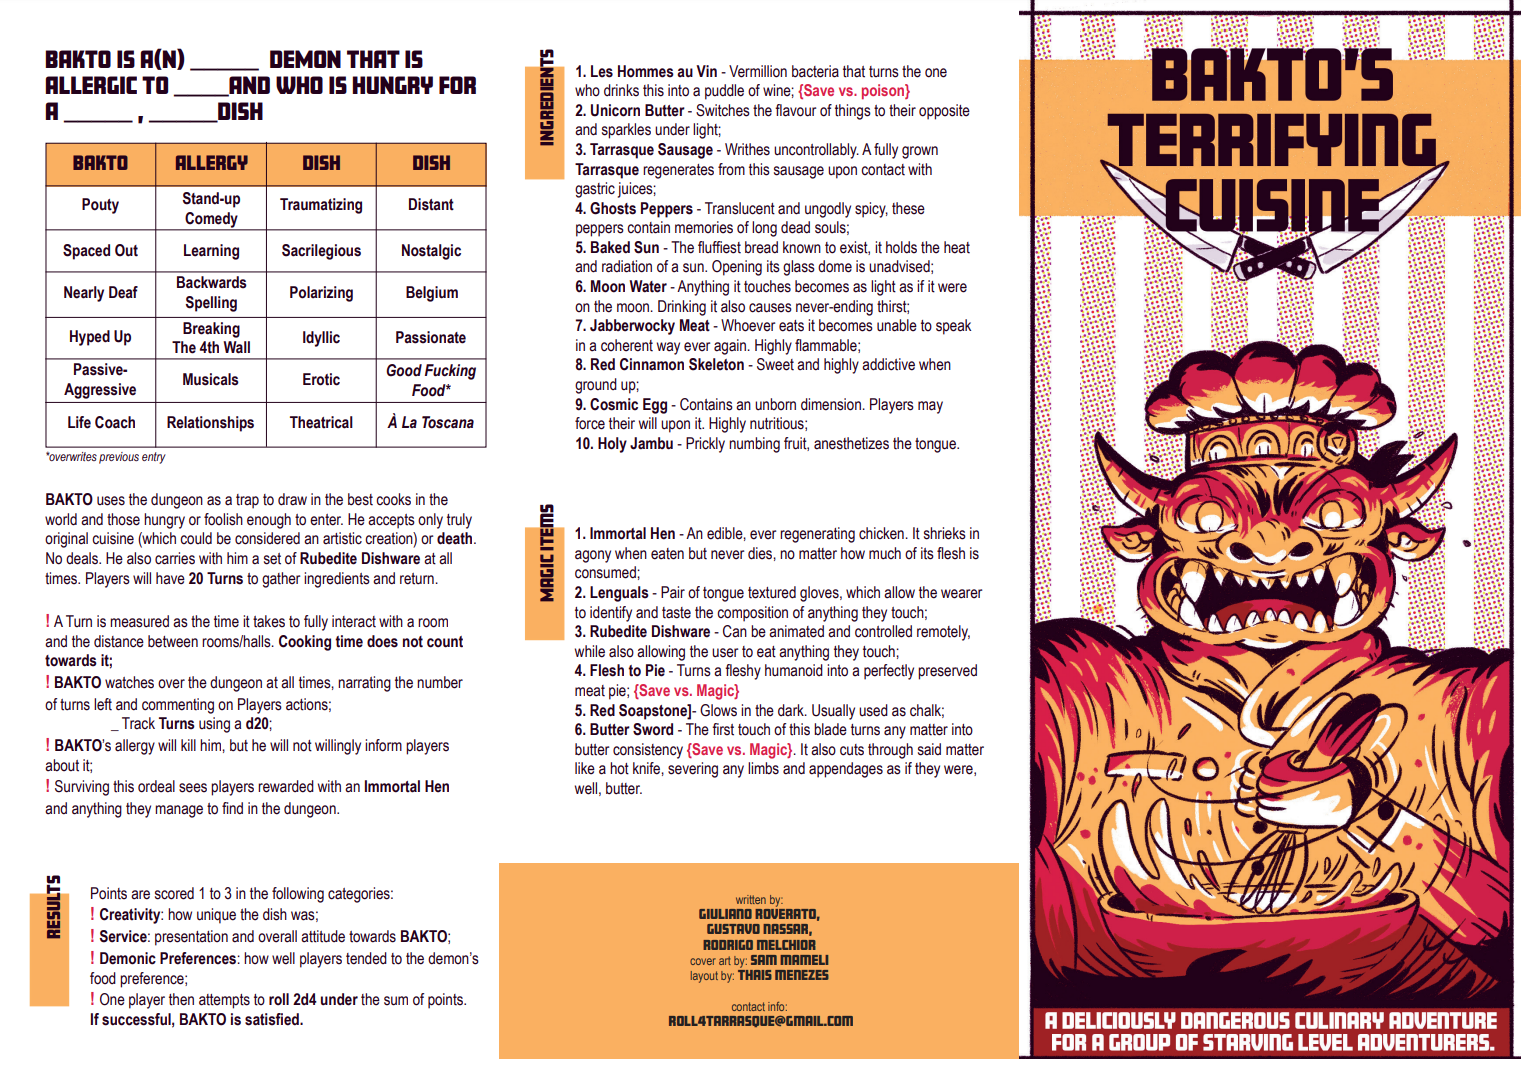 BAKTO IS A(N) ______ DEMON THAT IS
ALLERGIC TO _____AND WHO IS HUNGRY FOR
A ______ , ______DISH
BAKTO ALLERGY DISH DISH
Pouty Stand-up Comedy Traumatizing Distant
Spaced Out Learning Sacrilegious Nostalgic
Nearly Deaf Backwards Spelling Polarizing Belgium
Hyped Up Breaking The 4th Wall Idyllic Passionate
Passive-Aggressive Musicals Erotic Good Fucking Food*
Life Coach Relationships Theatrical À La Toscana
*overwrites previous entry
BAKTO uses the dungeon as a trap to draw in the best cooks in the
world and those hungry or foolish enough to enter. He accepts only truly
original cuisine (which could be considered an artistic creation) or death.
No deals. He also carries with him a set of Rubedite Dishware at all
times. Players will have 20 Turns to gather ingredients and return.
! A Turn is measured as the time it takes to fully interact with a room
and the distance between rooms/halls. Cooking time does not count
towards it;
! BAKTO watches over the dungeon at all times, narrating the number
of turns left and commenting on Players actions;
_ Track Turns using a d20;
! BAKTO's allergy will kill him, but he will not willingly inform players
about it;
! Surviving this ordeal sees players rewarded with an Immortal Hen
and anything they manage to find in the dungeon.
RESULTS
Points are scored 1 to 3 in the following categories:
! Creativity: how unique the dish was;
! Service: presentation and overall attitude towards BAKTO;
! Demonic Preferences: how well players tended to the demon's
food preference;
! One player then attempts to roll 2d4 under the sum of points.
If successful, BAKTO is satisfied.
INGREDIENTS
1. Les Hommes au Vin - Vermillion bacteria that turns the one
who drinks this into a puddle of wine; {Save vs. poison}
2. Unicorn Butter - Switches the flavour of things to their opposite
and sparkles under light;
3. Tarrasque Sausage - Writhes uncontrollably. A fully grown
Tarrasque regenerates from this sausage upon contact with
gastric juices;
4. Ghosts Peppers - Translucent and ungodly spicy, these
peppers contain memories of long dead souls;
5. Baked Sun - The fluffiest bread known to exist, it holds the heat
and radiation of a sun. Opening its glass dome is unadvised;
6. Moon Water - Anything it touches becomes as light as if it were
on the moon. Drinking it also causes never-ending thirst;
7. Jabberwocky Meat - Whoever eats it becomes unable to speak
in a coherent way ever again. Highly flammable;
8. Red Cinnamon Skeleton - Sweet and highly addictive when
ground up;
9. Cosmic Egg - Contains an unborn dimension. Players may
force their will upon it. Highly nutritious;
10. Holy Jambu - Prickly numbing fruit, anesthetizes the tongue.
MAGIC ITEMS
1. Immortal Hen - An edible, ever regenerating chicken. It shrieks in
agony when eaten but never dies, no matter how much of its flesh is
consumed;
2. Lenguals - Pair of tongue textured gloves, which allow the wearer
to identify and taste the composition of anything they touch;
3. Rubedite Dishware - Can be animated and controlled remotely,
while also allowing the user to eat anything they touch;
4. Flesh to Pie - Turns a fleshy humanoid into a perfectly preserved
meat pie; {Save vs. Magic}
5. Red Soapstone]- Glows in the dark. Usually used as chalk;
6. Butter Sword - The first touch of this blade turns any matter into
butter consistency {Save vs. Magic}. It also cuts through said matter
like a hot knife, severing any limbs and appendages as if they were,
well, butter.
written by:
GIULIANO ROVERATO,
GUSTAVO NASSAR,
RODRIGO MELCHIOR
cover art by: SAM MAMELI
layout by: THAIS MENEZES
contact info:
ROLL4TARRASQUE@GMAIL.COM
BAKTO'S
TERRIFYING
CUISINE
A DELICIOUSLY DANGEROUS CULINARY ADVENTURE
FOR A GROUP OF STARVING LEVEL ADVENTURERS.